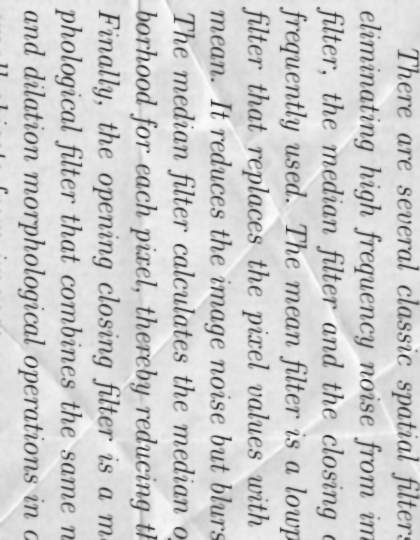 There are several classic spatial filters
eliminating high frequency noise from im
filter, the median filter and the closing o
frequently used. The mean filter is a lowp
filter that replaces the pixel values with
mean. It reduces the image noise but blurs
The median filter calculates the median o
borhood for each pixel, thereby reducing th
Finally, the opening closing filter is a m
phological filter that combines the same n
and dilation morphological operations in o